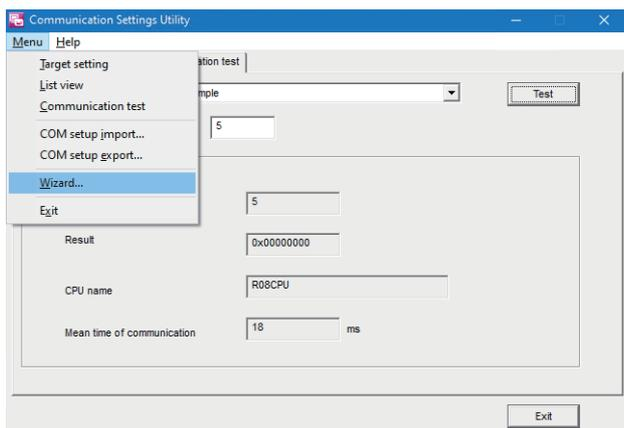 Communication Settings Utility
Menu Help
Target setting
List view
Communication test
COM setup import...
COM setup export...
Wizard...
Exit
ation test
mple
Test
5
5
Result
0x00000000
CPU name
R08CPU
Mean time of communication
18
ms
Exit